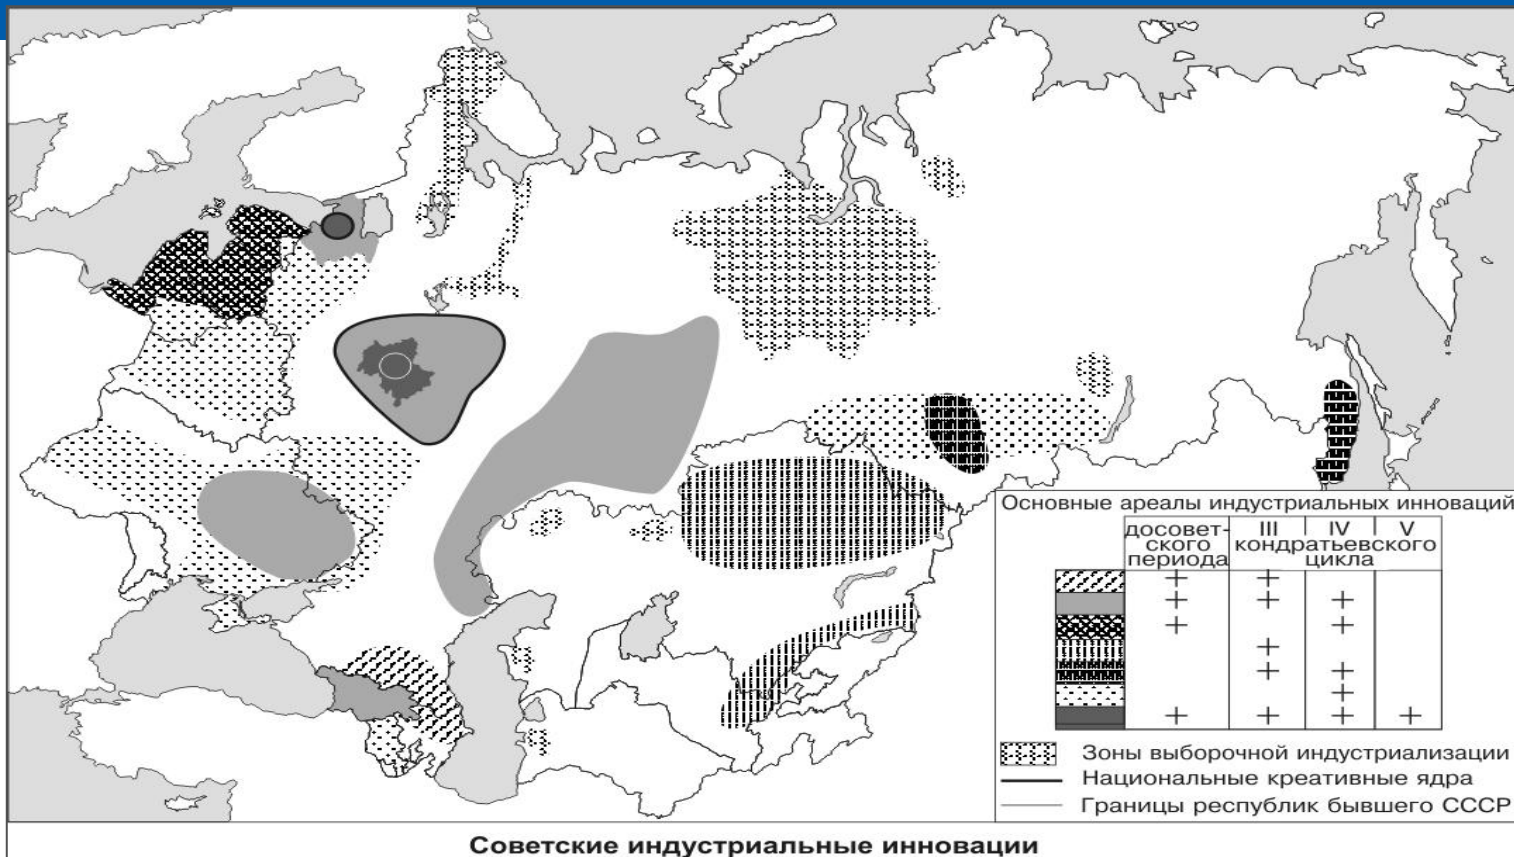 Основные ареалы индустриальных инноваций
досовет-
ского
периода
III IV V
кондратьевского
цикла
+ +
+ + +
+ +
+
+ +
+
+ + + +
Зоны выборочной индустриализации
Национальные креативные ядра
Границы республик бывшего СССР
Советские индустриальные инновации